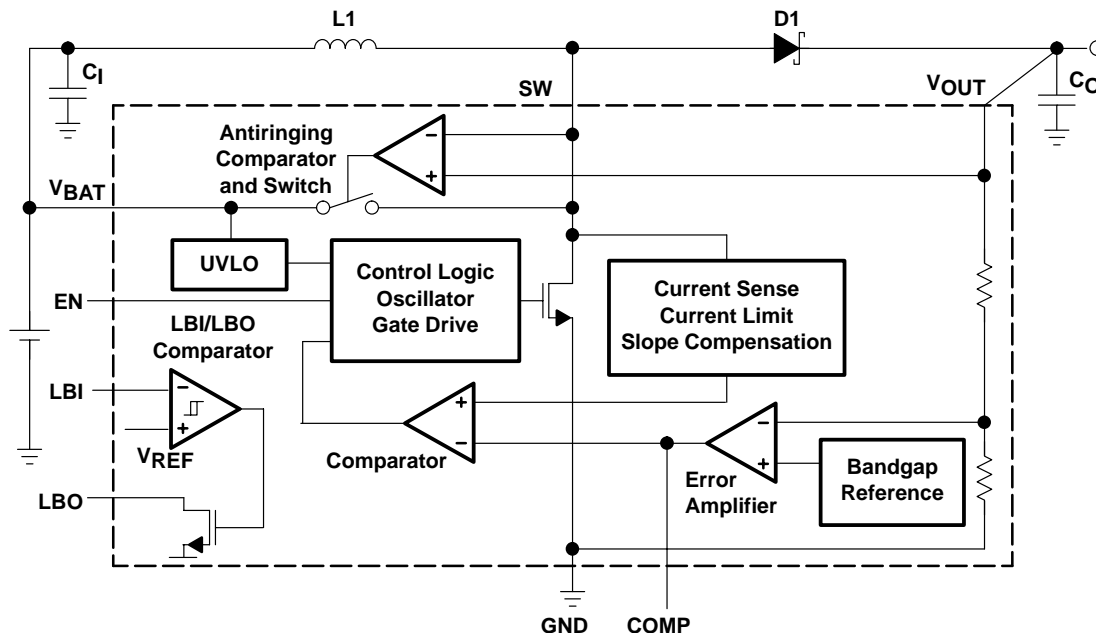 L1
D1
CI
SW
VOUT
CO
Antiringing
Comparator
and Switch
−
+
VBAT
UVLO
Control Logic
Oscillator
Gate Drive
Current Sense
Current Limit
Slope Compensation
EN
LBI/LBO
Comparator
LBI
−
+
VREF
+
−
Comparator
−
+
Error
Amplifier
Bandgap
Reference
LBO
GND
COMP